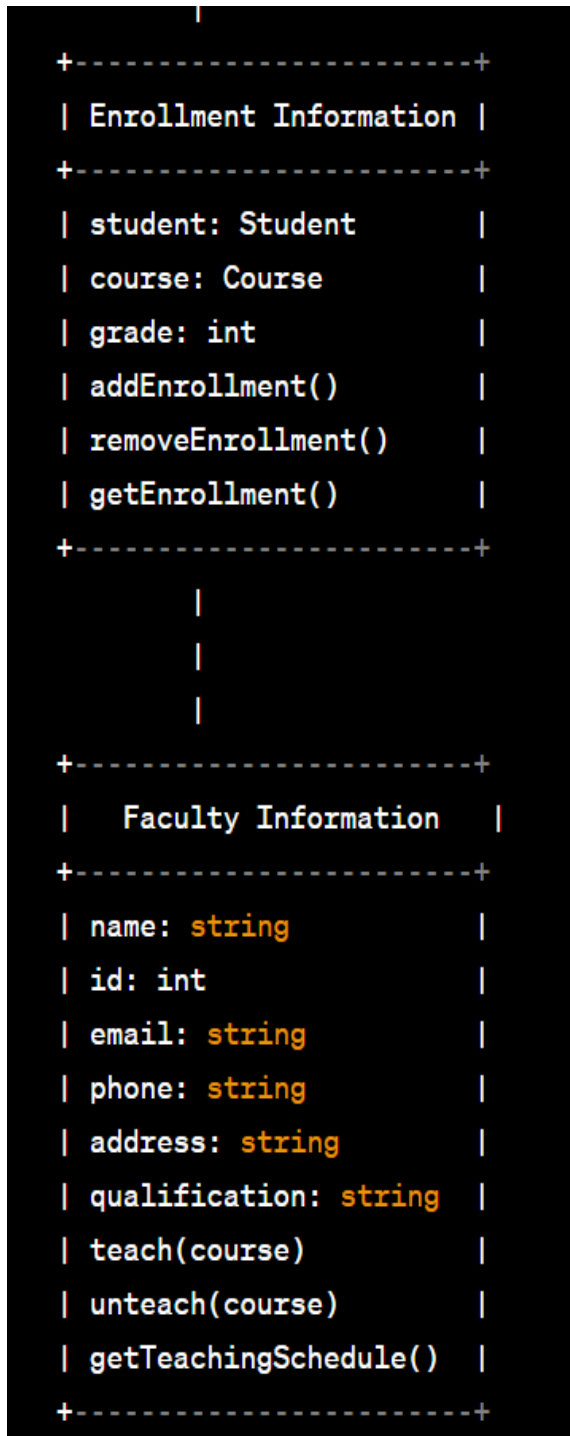 |
+------------------------+
| Enrollment Information |
+------------------------+
| student: Student       |
| course: Course         |
| grade: int             |
| addEnrollment()        |
| removeEnrollment()     |
| getEnrollment()        |
+------------------------+
        |
        |
        |
+------------------------+
|   Faculty Information   |
+------------------------+
| name: string           |
| id: int                |
| email: string          |
| phone: string          |
| address: string        |
| qualification: string  |
| teach(course)          |
| unteach(course)        |
| getTeachingSchedule()  |
+------------------------+